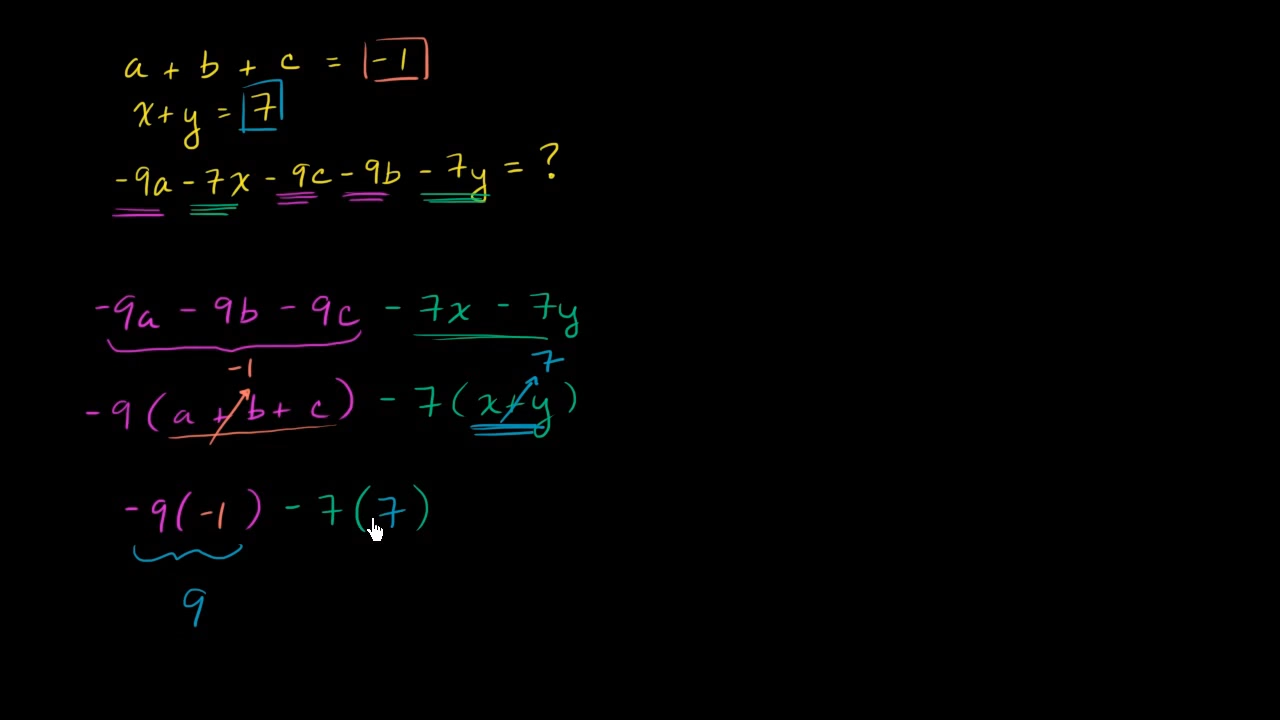 a + b + c = -1
x+y = 7
-9a - 7x - 9c - 9b - 7y = ?
-9a - 9b - 9c - 7x - 7y
-1 7
-9(a + b + c) - 7(x+y)
-9(-1) - 7(7)
9